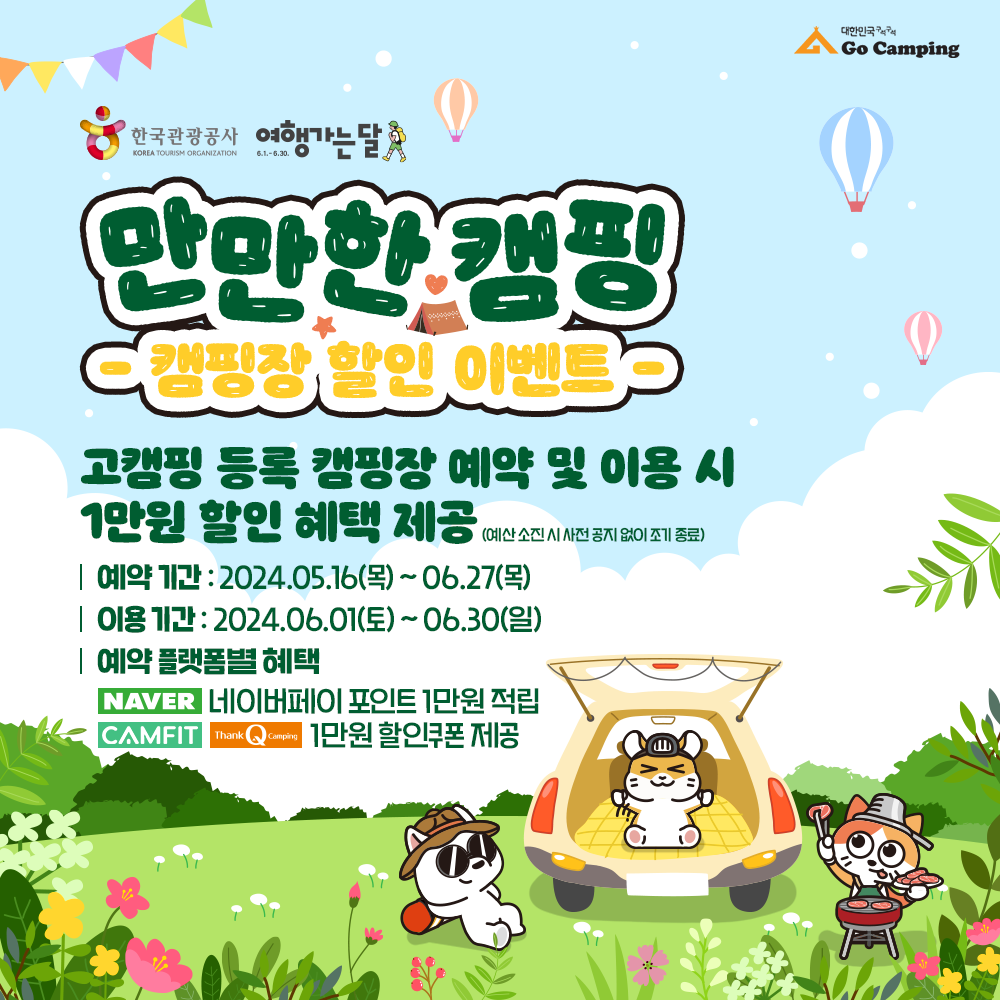 대한민국 구석구석
Go Camping
한국관광공사
KOREA TOURISM ORGANIZATION
여행가는 달
6.1. - 6.30.
만만한 캠핑
- 캠핑장 할인 이벤트 -
고캠핑 등록 캠핑장 예약 및 이용 시
1만원 할인 혜택 제공 (예산 소진 시 사전 공지 없이 조기 종료)
| 예약 기간 : 2024.05.16(목) ~ 06.27(목)
| 이용 기간 : 2024.06.01(토) ~ 06.30(일)
| 예약 플랫폼별 혜택
NAVER 네이버페이 포인트 1만원 적립
CAMFIT ThankQ Camping 1만원 할인쿠폰 제공